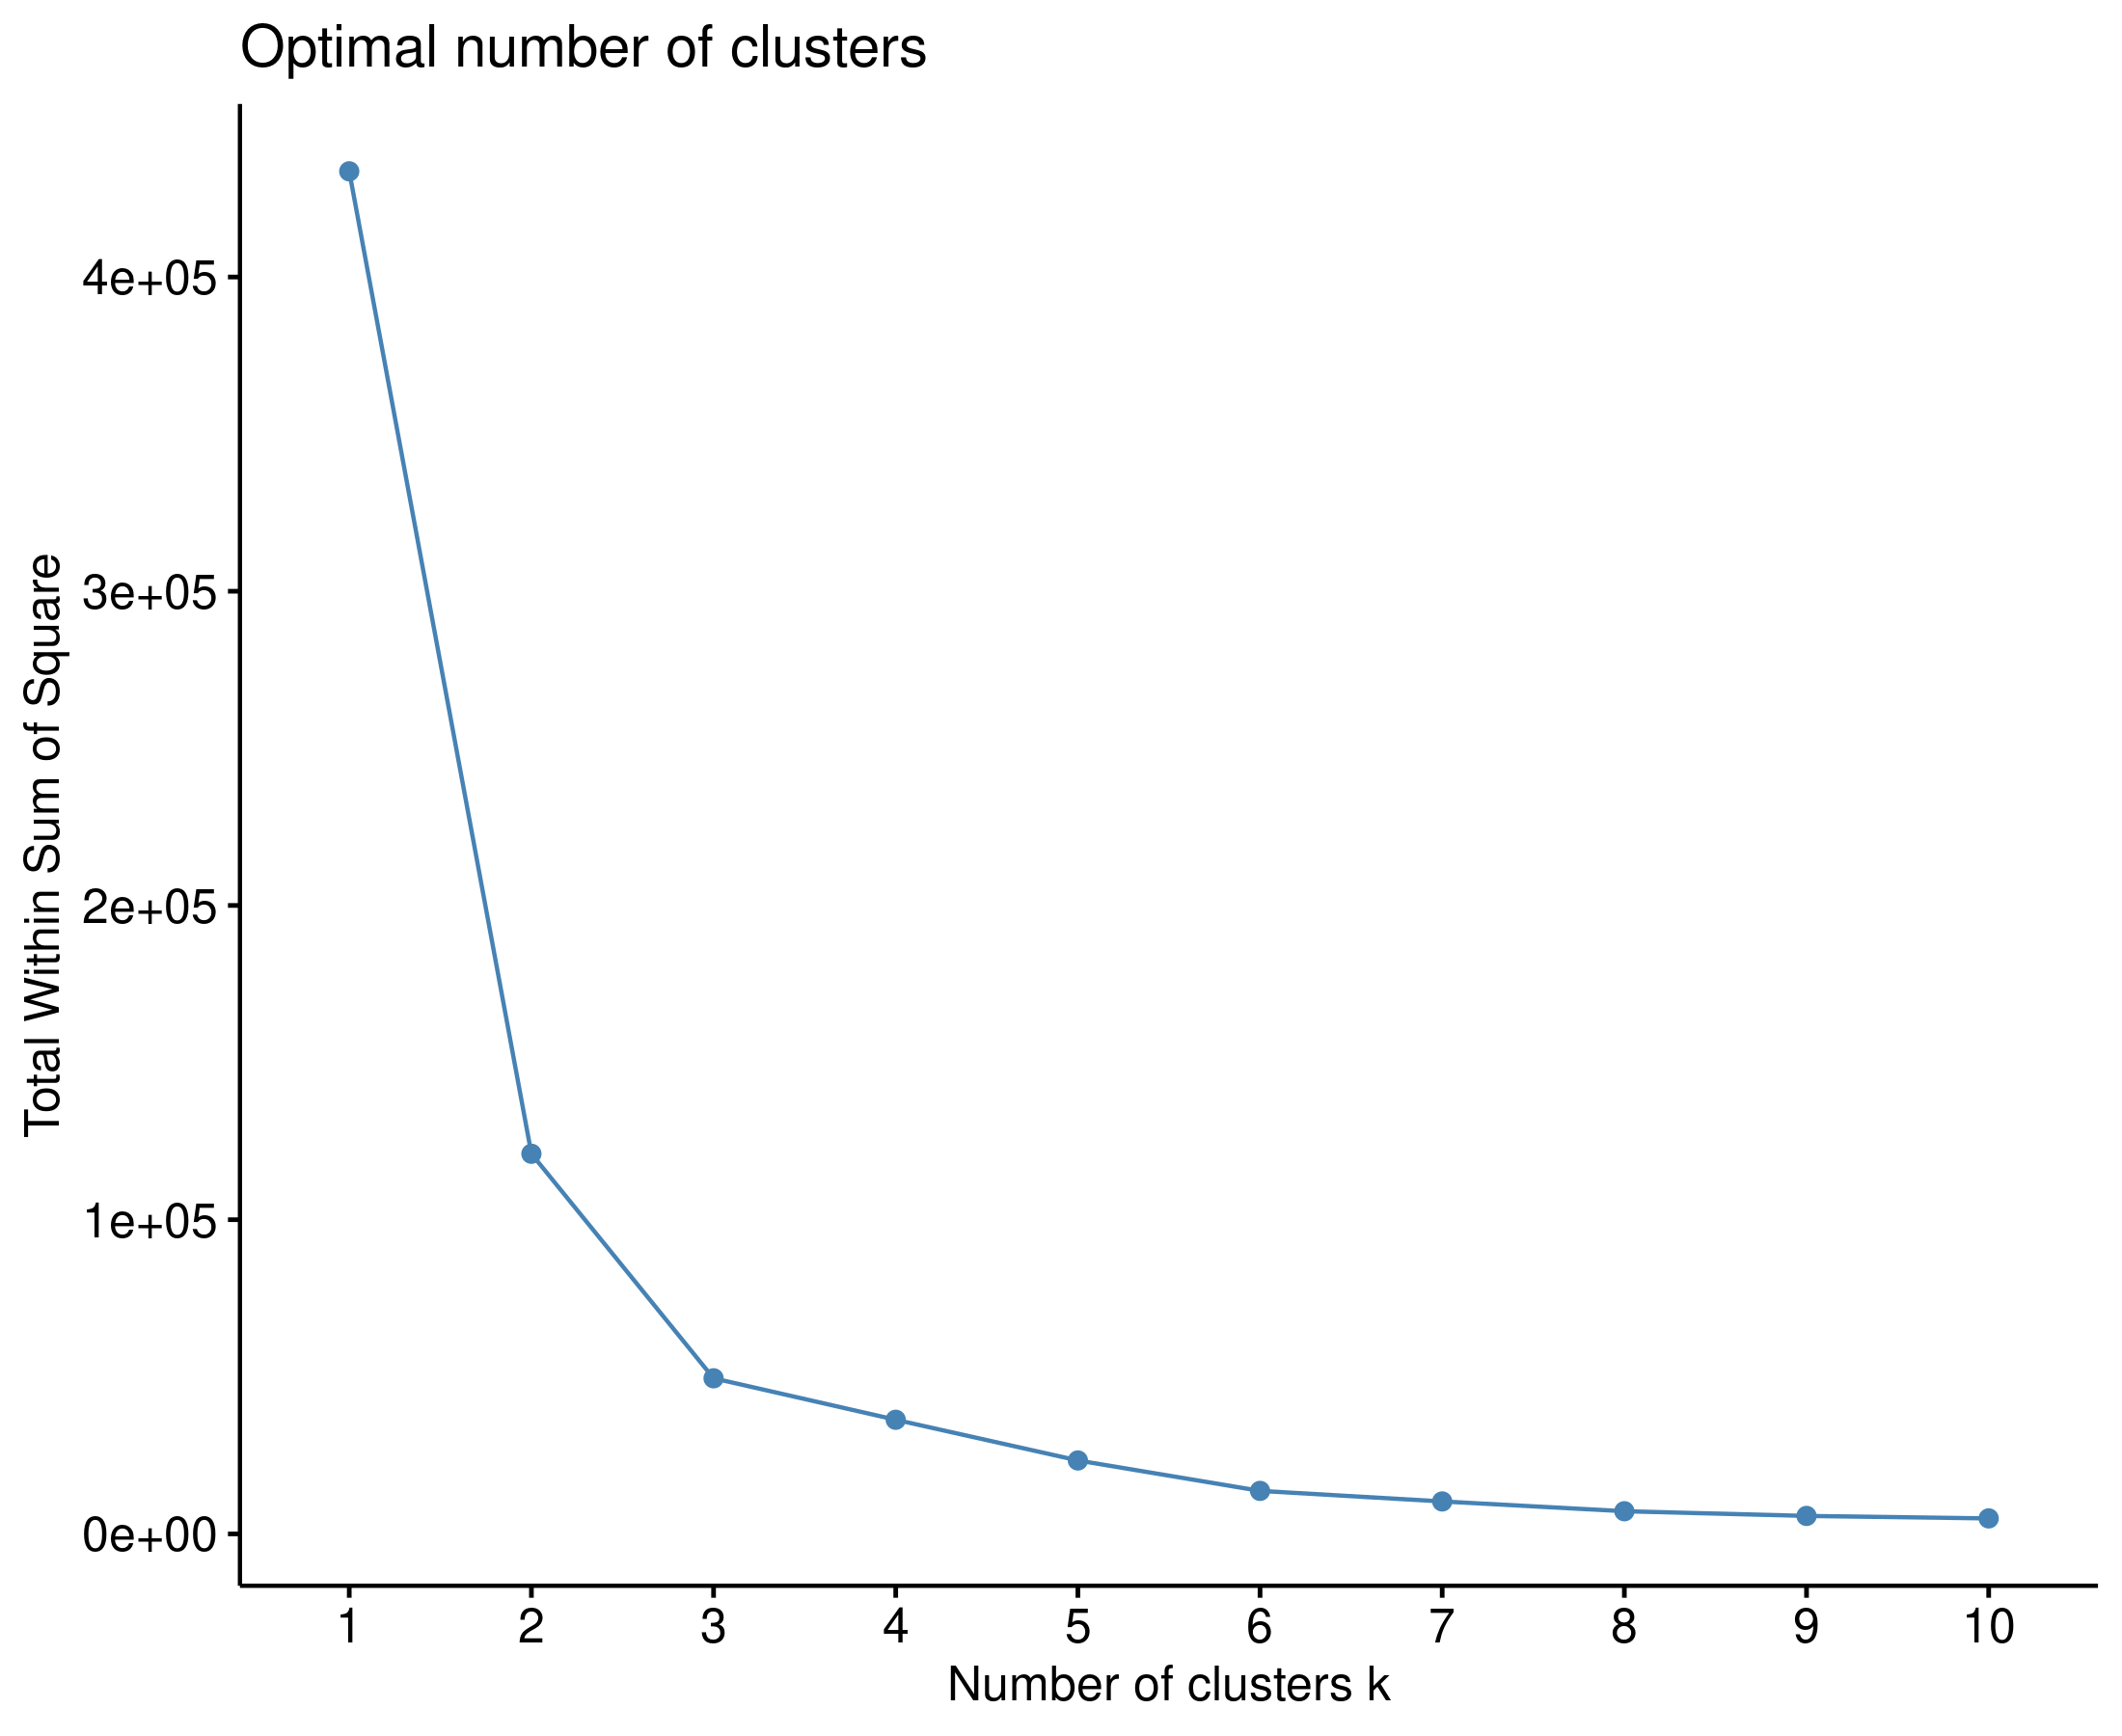 Optimal number of clusters
Total Within Sum of Square
4e+05
3e+05
2e+05
1e+05
0e+00
1 2 3 4 5 6 7 8 9 10
Number of clusters k